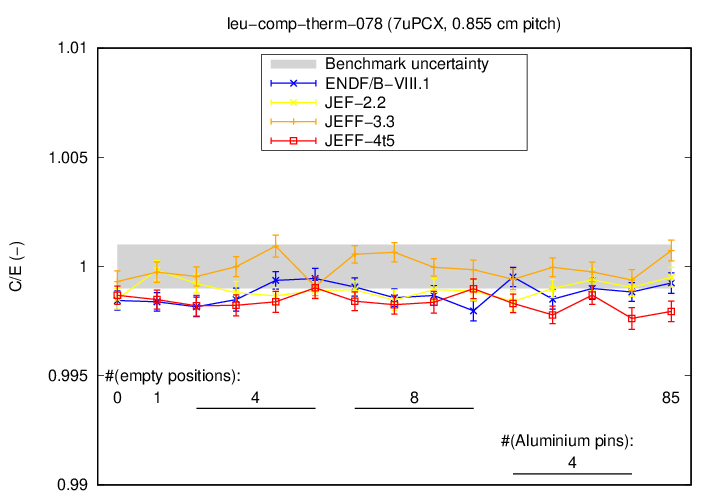 leu−comp−therm−078 (7uPCX, 0.855 cm pitch)
1.01
Benchmark uncertainty
ENDF/B−VIII.1
JEF−2.2
JEFF−3.3
JEFF−4t5
1.005
C/E (−)
1
0.995
#(empty positions):
0 1 4 8 85
#(Aluminium pins):
4
0.99